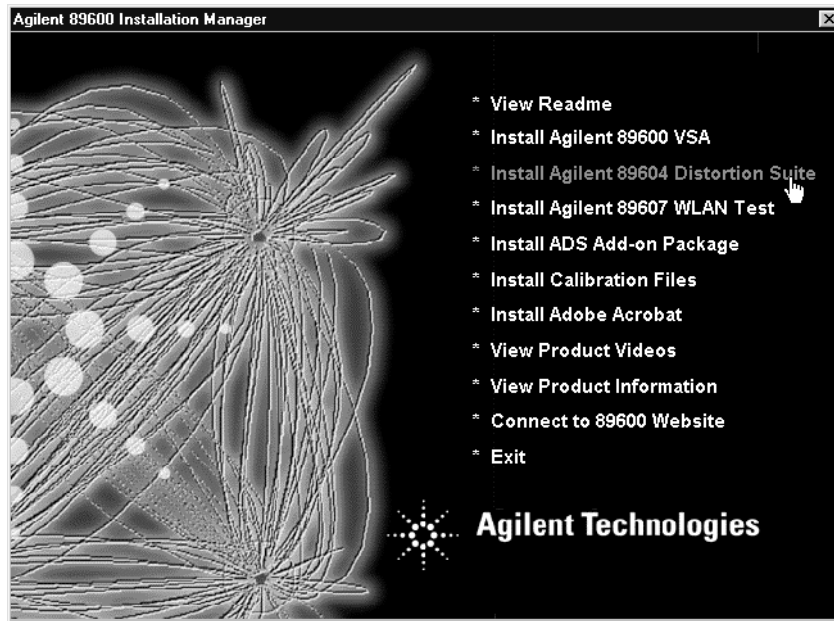 Agilent 89600 Installation Manager
* View Readme
* Install Agilent 89600 VSA
* Install Agilent 89604 Distortion Suite
* Install Agilent 89607 WLAN Test
* Install ADS Add-on Package
* Install Calibration Files
* Install Adobe Acrobat
* View Product Videos
* View Product Information
* Connect to 89600 Website
* Exit
Agilent Technologies